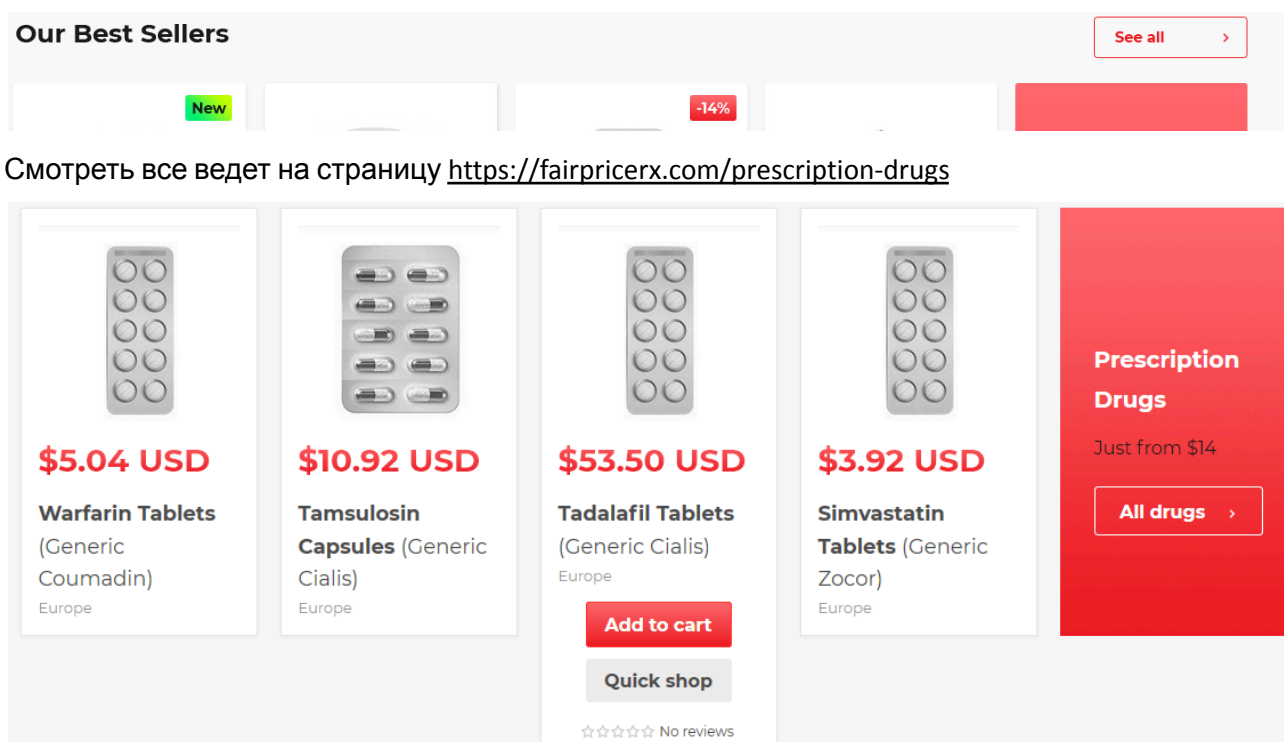 Our Best Sellers
See all
New
-14%
Смотреть все ведет на страницу https://fairpricerx.com/prescription-drugs
$5.04 USD
Warfarin Tablets
(Generic
Coumadin)
Europe
$10.92 USD
Tamsulosin
Capsules (Generic
Cialis)
Europe
$53.50 USD
Tadalafil Tablets
(Generic Cialis)
Europe
Add to cart
Quick shop
No reviews
$3.92 USD
Simvastatin
Tablets (Generic
Zocor)
Europe
Prescription
Drugs
Just from $14
All drugs